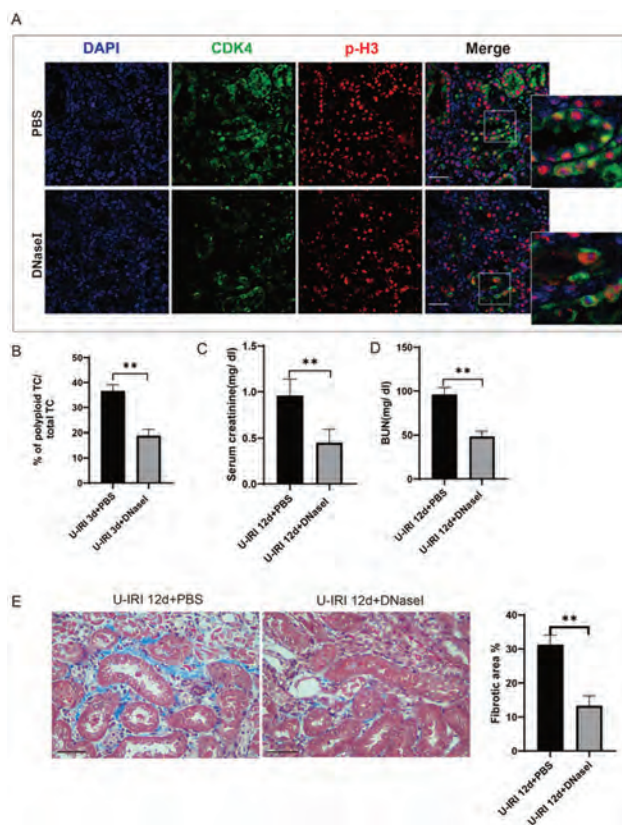 A
DAPI CDK4 p-H3 Merge
PBS
DNaseI
B
% of polyploid TC/
total TC
50
40
30
20
10
0
**
U-IRI 3d+PBS
U-IRI 3d+DNaseI
C
Serum creatinine(mg/ dl)
1.5
1.0
0.5
0.0
**
U-IRI 12d+PBS
U-IRI 12d+DNaseI
D
BUN(mg/ dl)
150
100
50
0
**
U-IRI 12d+PBS
U-IRI 12d+DNaseI
E
U-IRI 12d+PBS U-IRI 12d+DNaseI
Fibrotic area %
40
30
20
10
0
**
U-IRI 12d+PBS
U-IRI 12d+DNaseI